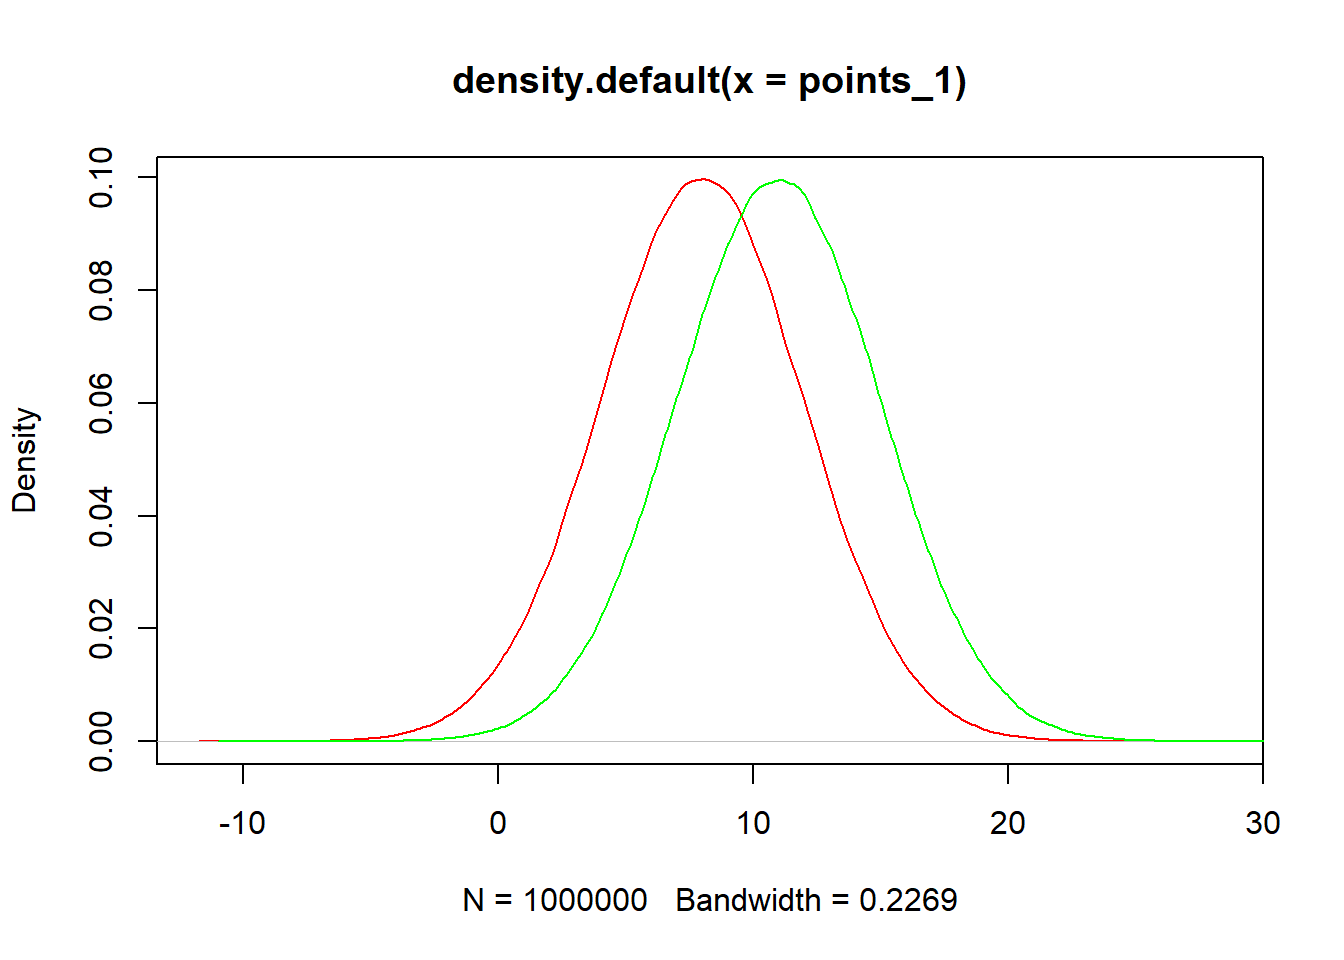 density.default(x = points_1)
Density
0.10
0.08
0.06
0.04
0.02
0.00
-10 0 10 20 30
N = 1000000 Bandwidth = 0.2269